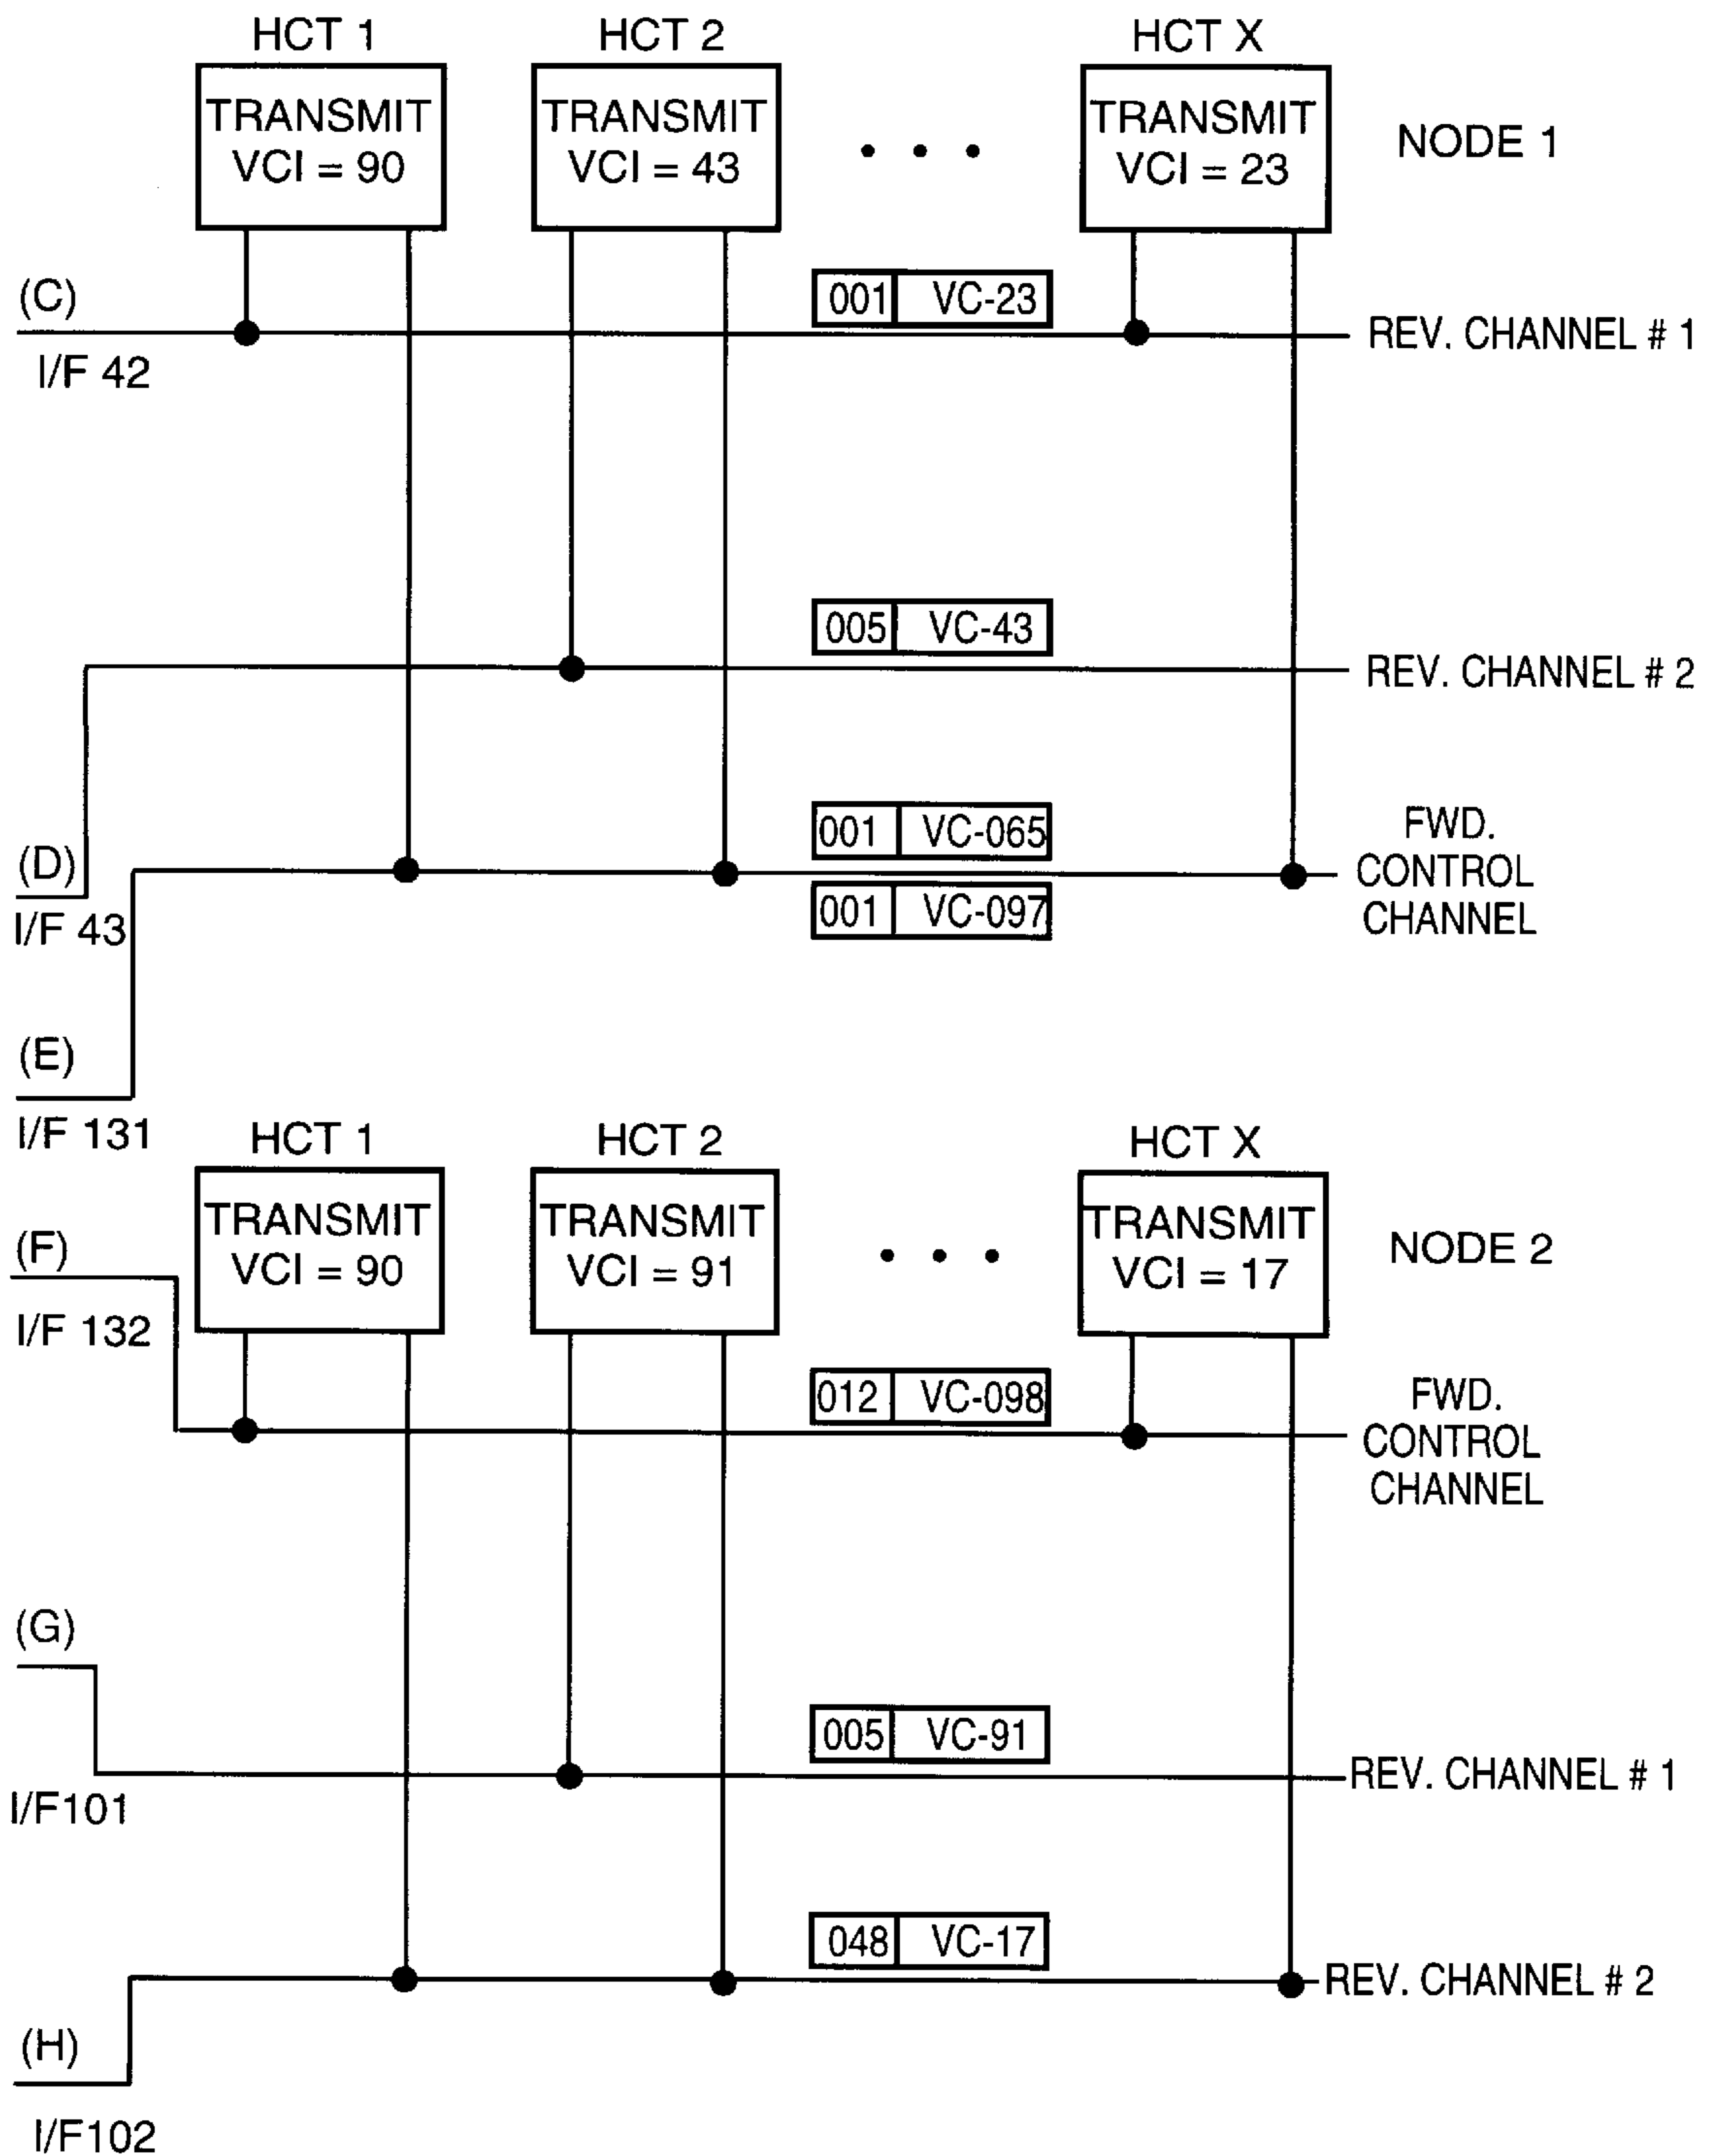 HCT 1
HCT 2
HCT X
TRANSMIT
VCI = 90
TRANSMIT
VCI = 43
TRANSMIT
VCI = 23
NODE 1
(C)
I/F 42
001 VC-23
REV. CHANNEL # 1
005 VC-43
REV. CHANNEL # 2
(D)
I/F 43
001 VC-065
001 VC-097
FWD.
CONTROL
CHANNEL
(E)
I/F 131
HCT 1
HCT 2
HCT X
TRANSMIT
VCI = 90
TRANSMIT
VCI = 91
TRANSMIT
VCI = 17
NODE 2
(F)
I/F 132
012 VC-098
FWD.
CONTROL
CHANNEL
(G)
I/F101
005 VC-91
REV. CHANNEL # 1
048 VC-17
REV. CHANNEL # 2
(H)
I/F102